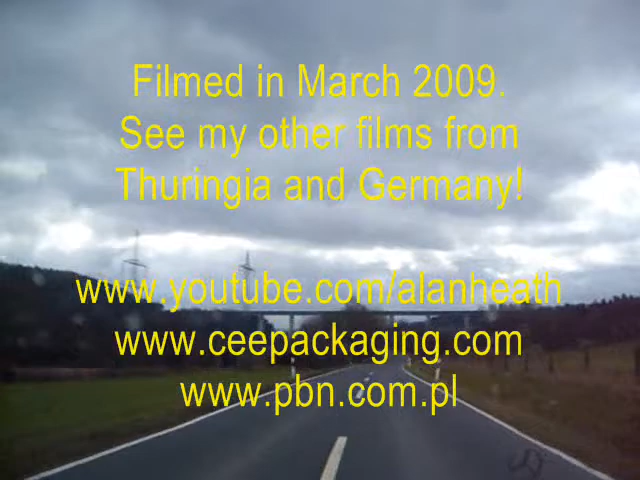 Filmed in March 2009.
See my other films from
Thuringia and Germany!
www.youtube.com/alanheath
www.ceepackaging.com
www.pbn.com.pl